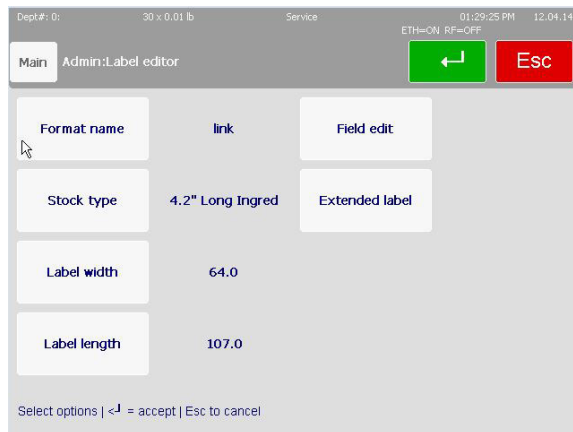 Dept#: 0: 30 x 0.01 lb Service 01:29:25 PM 12.04.14
ETH=ON RF=OFF
Main Admin:Label editor Esc
Format name link Field edit
Stock type 4.2" Long Ingred Extended label
Label width 64.0
Label length 107.0
Select options | <┘ = accept | Esc to cancel